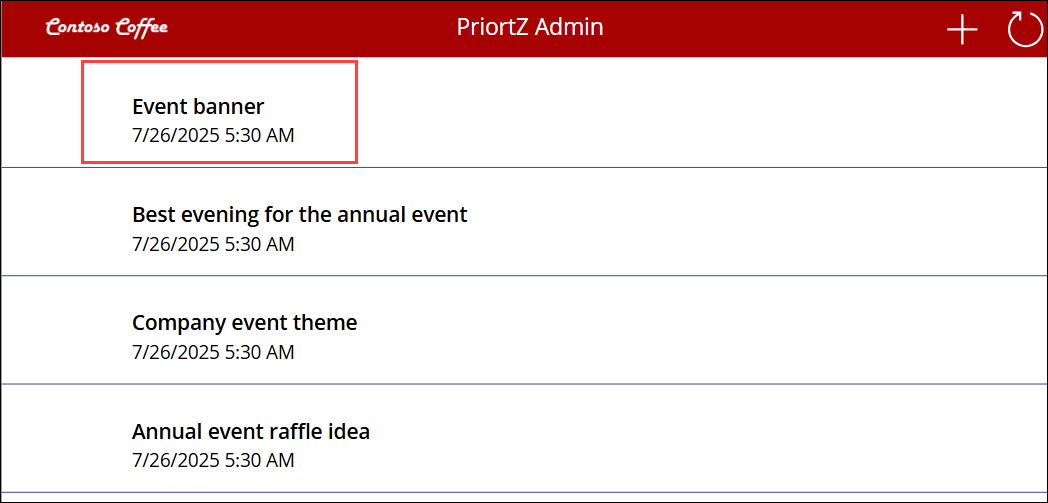 Contoso Coffee
PriortZ Admin
Event banner
7/26/2025 5:30 AM
Best evening for the annual event
7/26/2025 5:30 AM
Company event theme
7/26/2025 5:30 AM
Annual event raffle idea
7/26/2025 5:30 AM